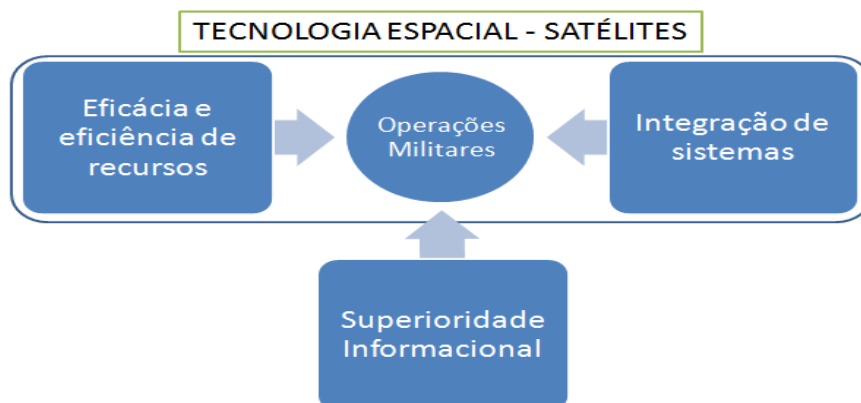 TECNOLOGIA ESPACIAL - SATÉLITES
Eficácia e
eficiência de
recursos
Operações
Militares
Integração de
sistemas
Superioridade
Informacional